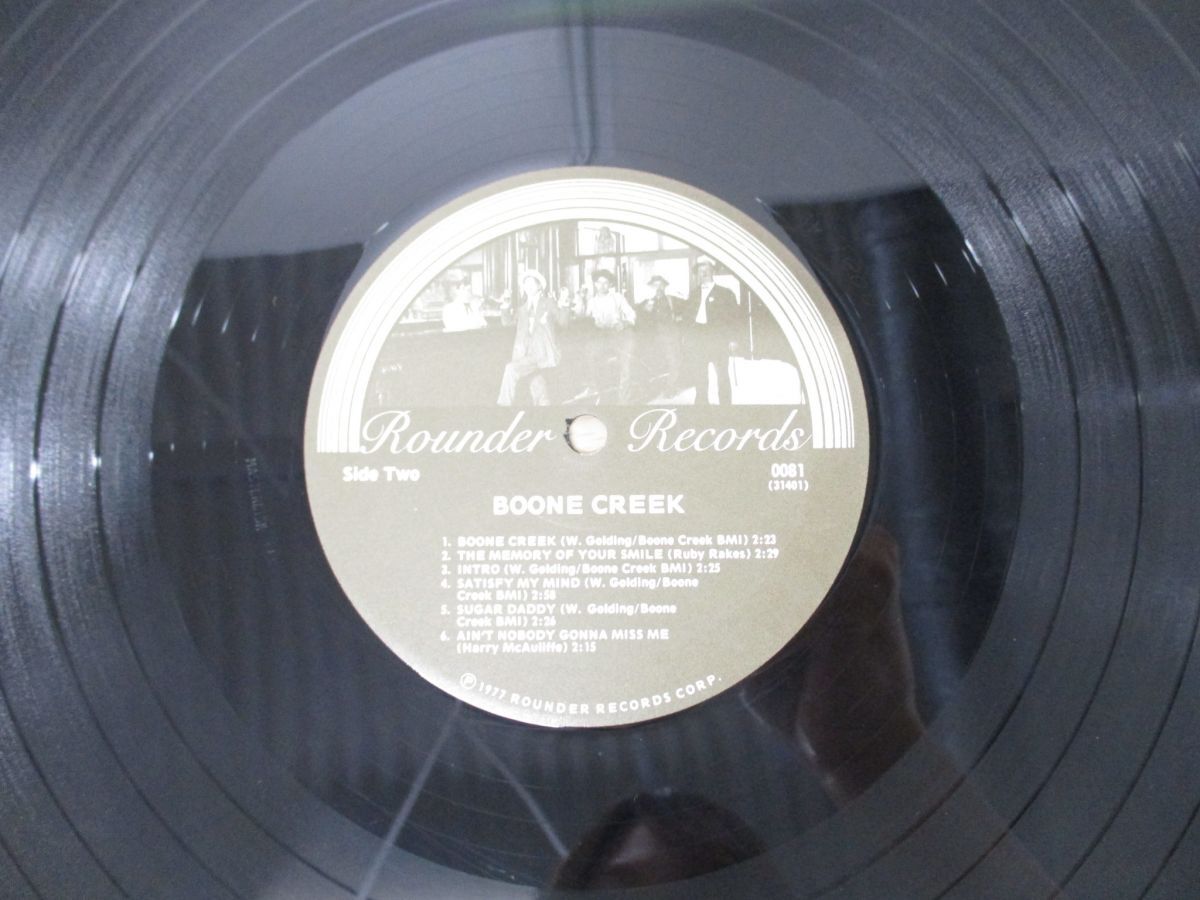 Rounder Records
Side Two 0081
(31401)
BOONE CREEK
1. BOONE CREEK (W. Golding/Boone Creek BMI) 2:23
2. THE MEMORY OF YOUR SMILE (Ruby Rakes) 2:29
3. INTRO (W. Golding/Boone Creek BMI) 2:25
4. SATISFY MY MIND (W. Golding/Boone
Creek BMI) 2:58
5. SUGAR DADDY (W. Golding/Boone
Creek BMI) 2:26
6. AIN'T NOBODY GONNA MISS ME
(Harry McAuliffe) 2:15
Ⓟ 1977 ROUNDER RECORDS CORP.